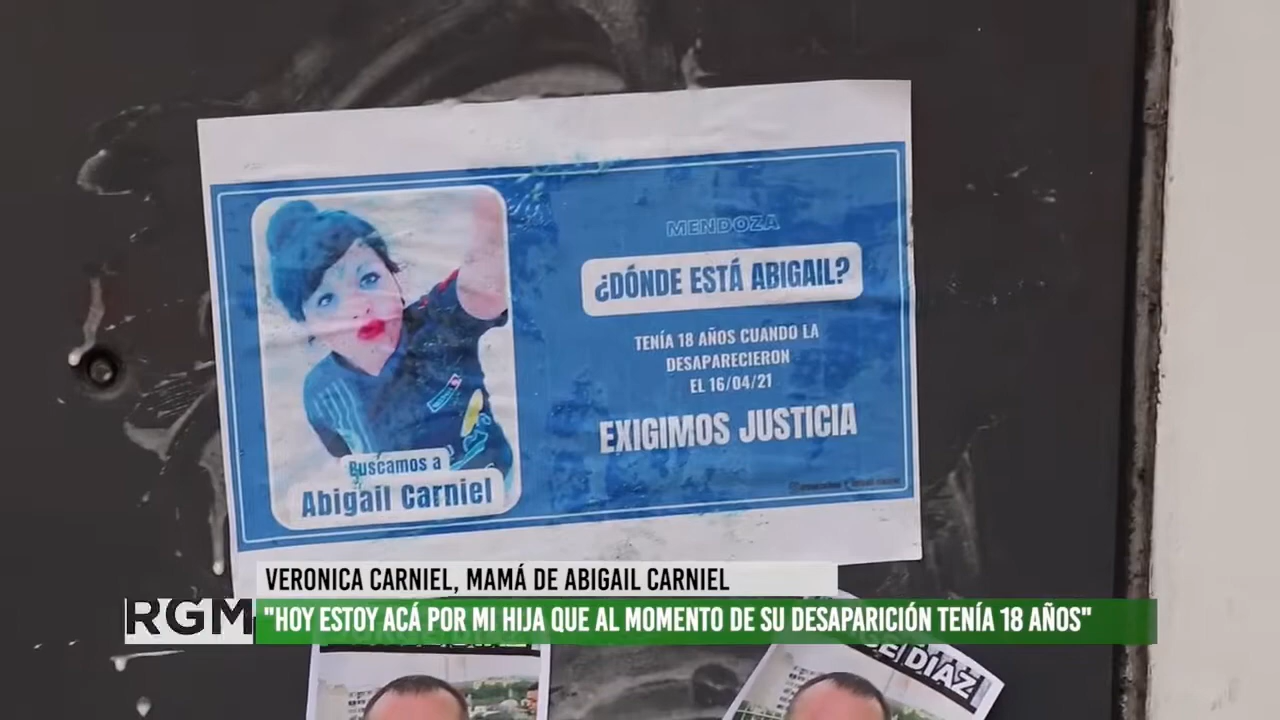 MENDOZA
¿DÓNDE ESTÁ ABIGAIL?
TENÍA 18 AÑOS CUANDO LA
DESAPARECIERON
EL 16/04/21
EXIGIMOS JUSTICIA
Buscamos a
Abigail Carniel
VERONICA CARNIEL, MAMÁ DE ABIGAIL CARNIEL
RGM
"HOY ESTOY ACÁ POR MI HIJA QUE AL MOMENTO DE SU DESAPARICIÓN TENÍA 18 AÑOS"
DIAZ